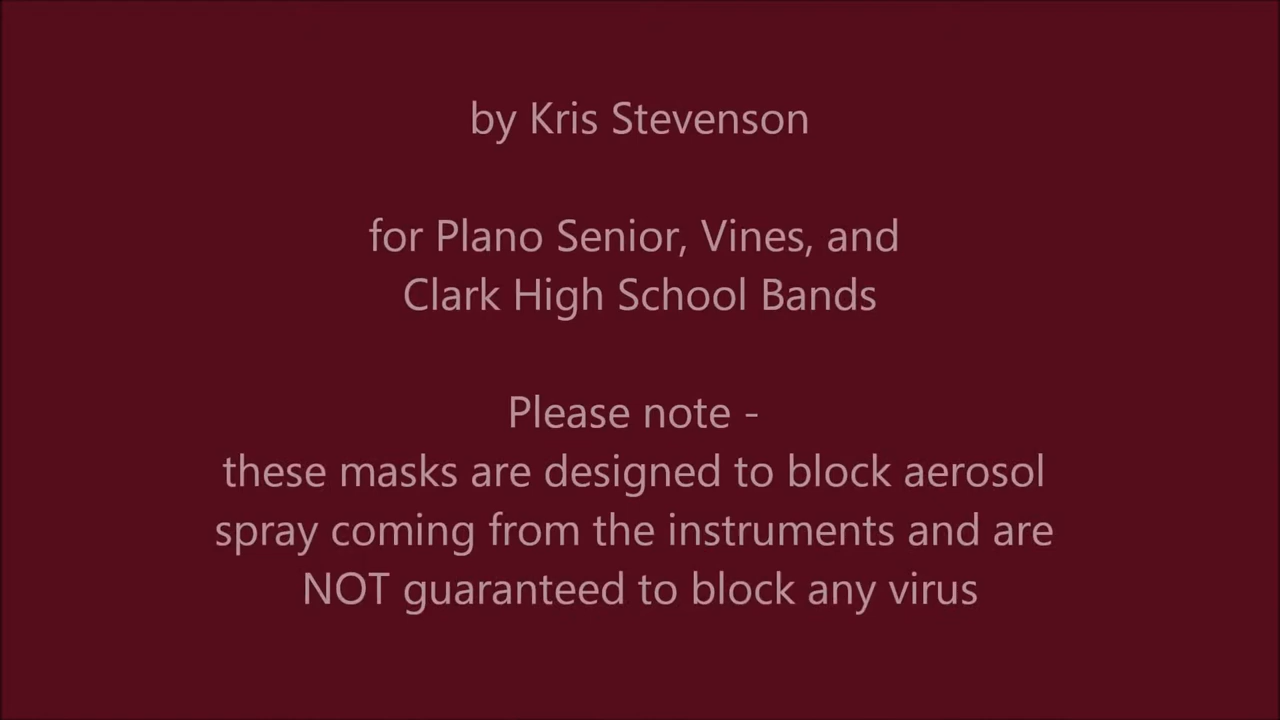 by Kris Stevenson
for Plano Senior, Vines, and
Clark High School Bands
Please note -
these masks are designed to block aerosol
spray coming from the instruments and are
NOT guaranteed to block any virus